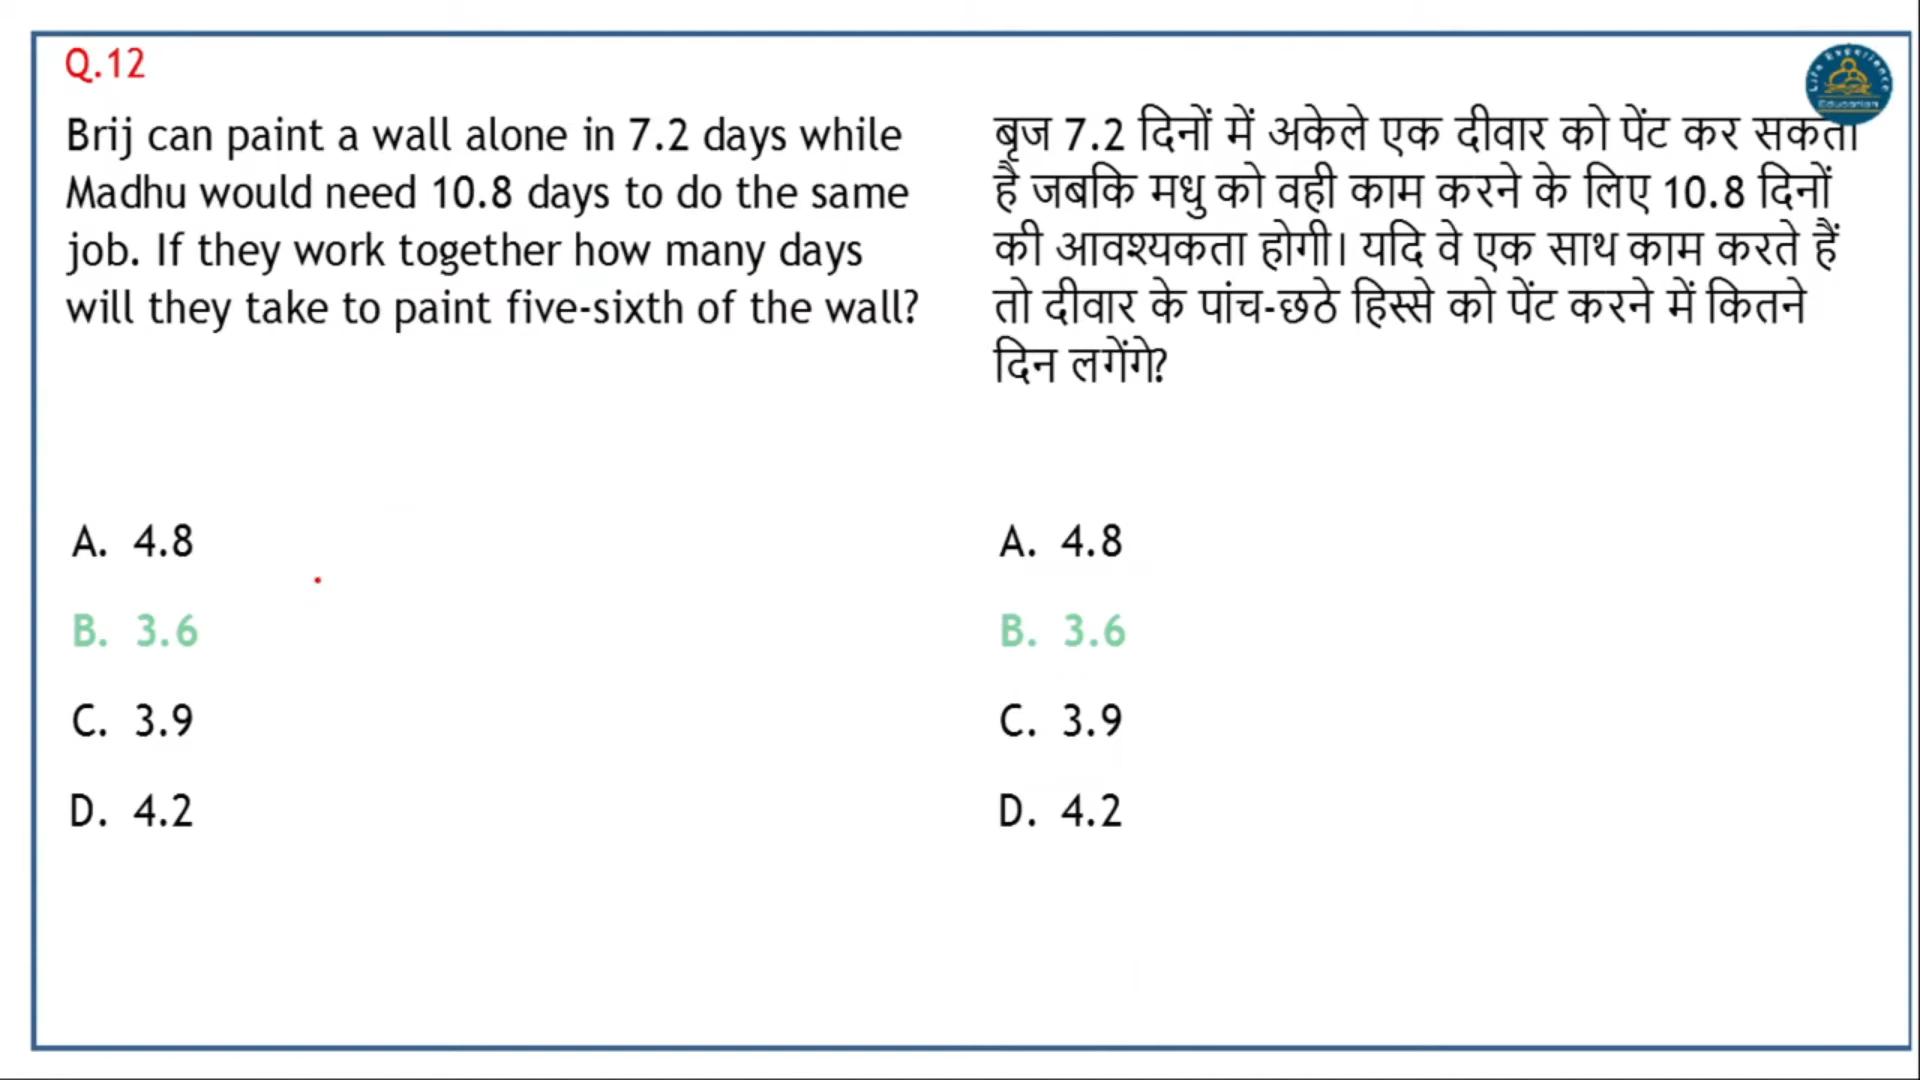 Q.12
Life Experience
Education
Brij can paint a wall alone in 7.2 days while
Madhu would need 10.8 days to do the same
job. If they work together how many days
will they take to paint five-sixth of the wall?
A. 4.8
B. 3.6
C. 3.9
D. 4.2
बृज 7.2 दिनों में अकेले एक दीवार को पेंट कर सकता
है जबकि मधु को वही काम करने के लिए 10.8 दिनों
की आवश्यकता होगी। यदि वे एक साथ काम करते हैं
तो दीवार के पांच-छठे हिस्से को पेंट करने में कितने
दिन लगेंगे?
A. 4.8
B. 3.6
C. 3.9
D. 4.2